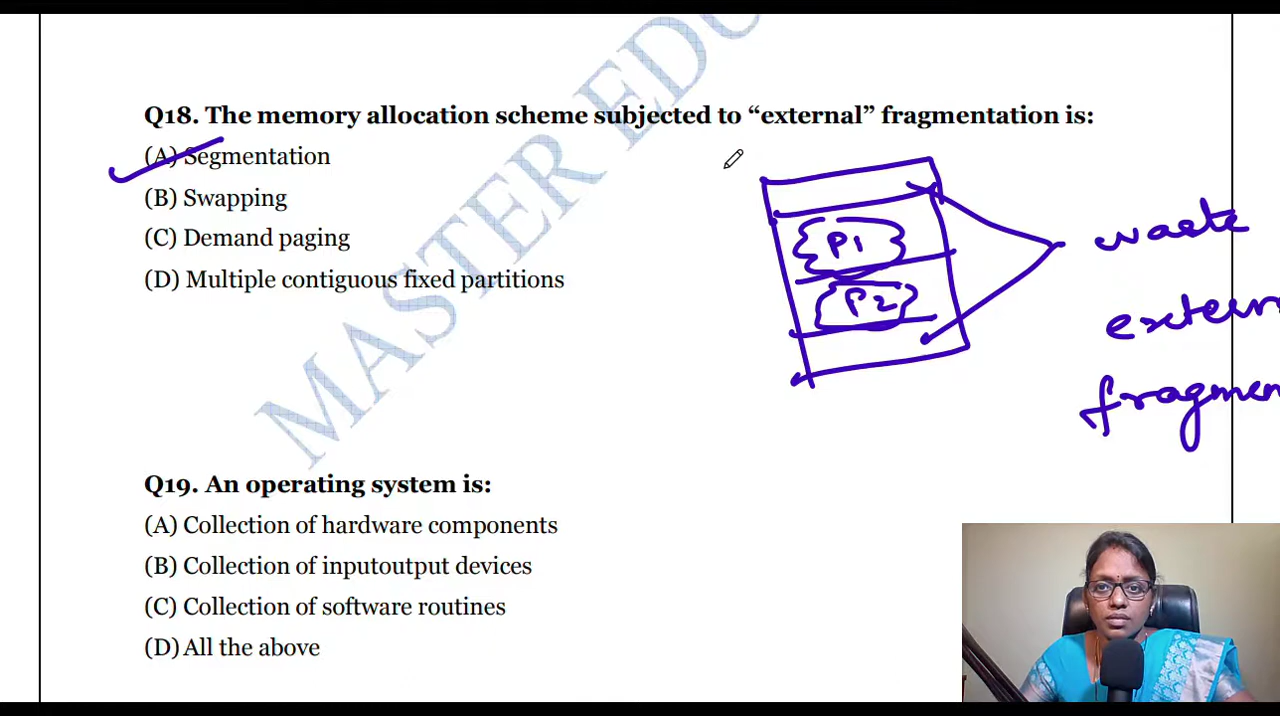 MASTER EDU
Q18. The memory allocation scheme subjected to “external” fragmentation is:
(A) Segmentation
(B) Swapping
(C) Demand paging
(D) Multiple contiguous fixed partitions
P1
P2
waste
extern
fragmen
Q19. An operating system is:
(A) Collection of hardware components
(B) Collection of inputoutput devices
(C) Collection of software routines
(D) All the above